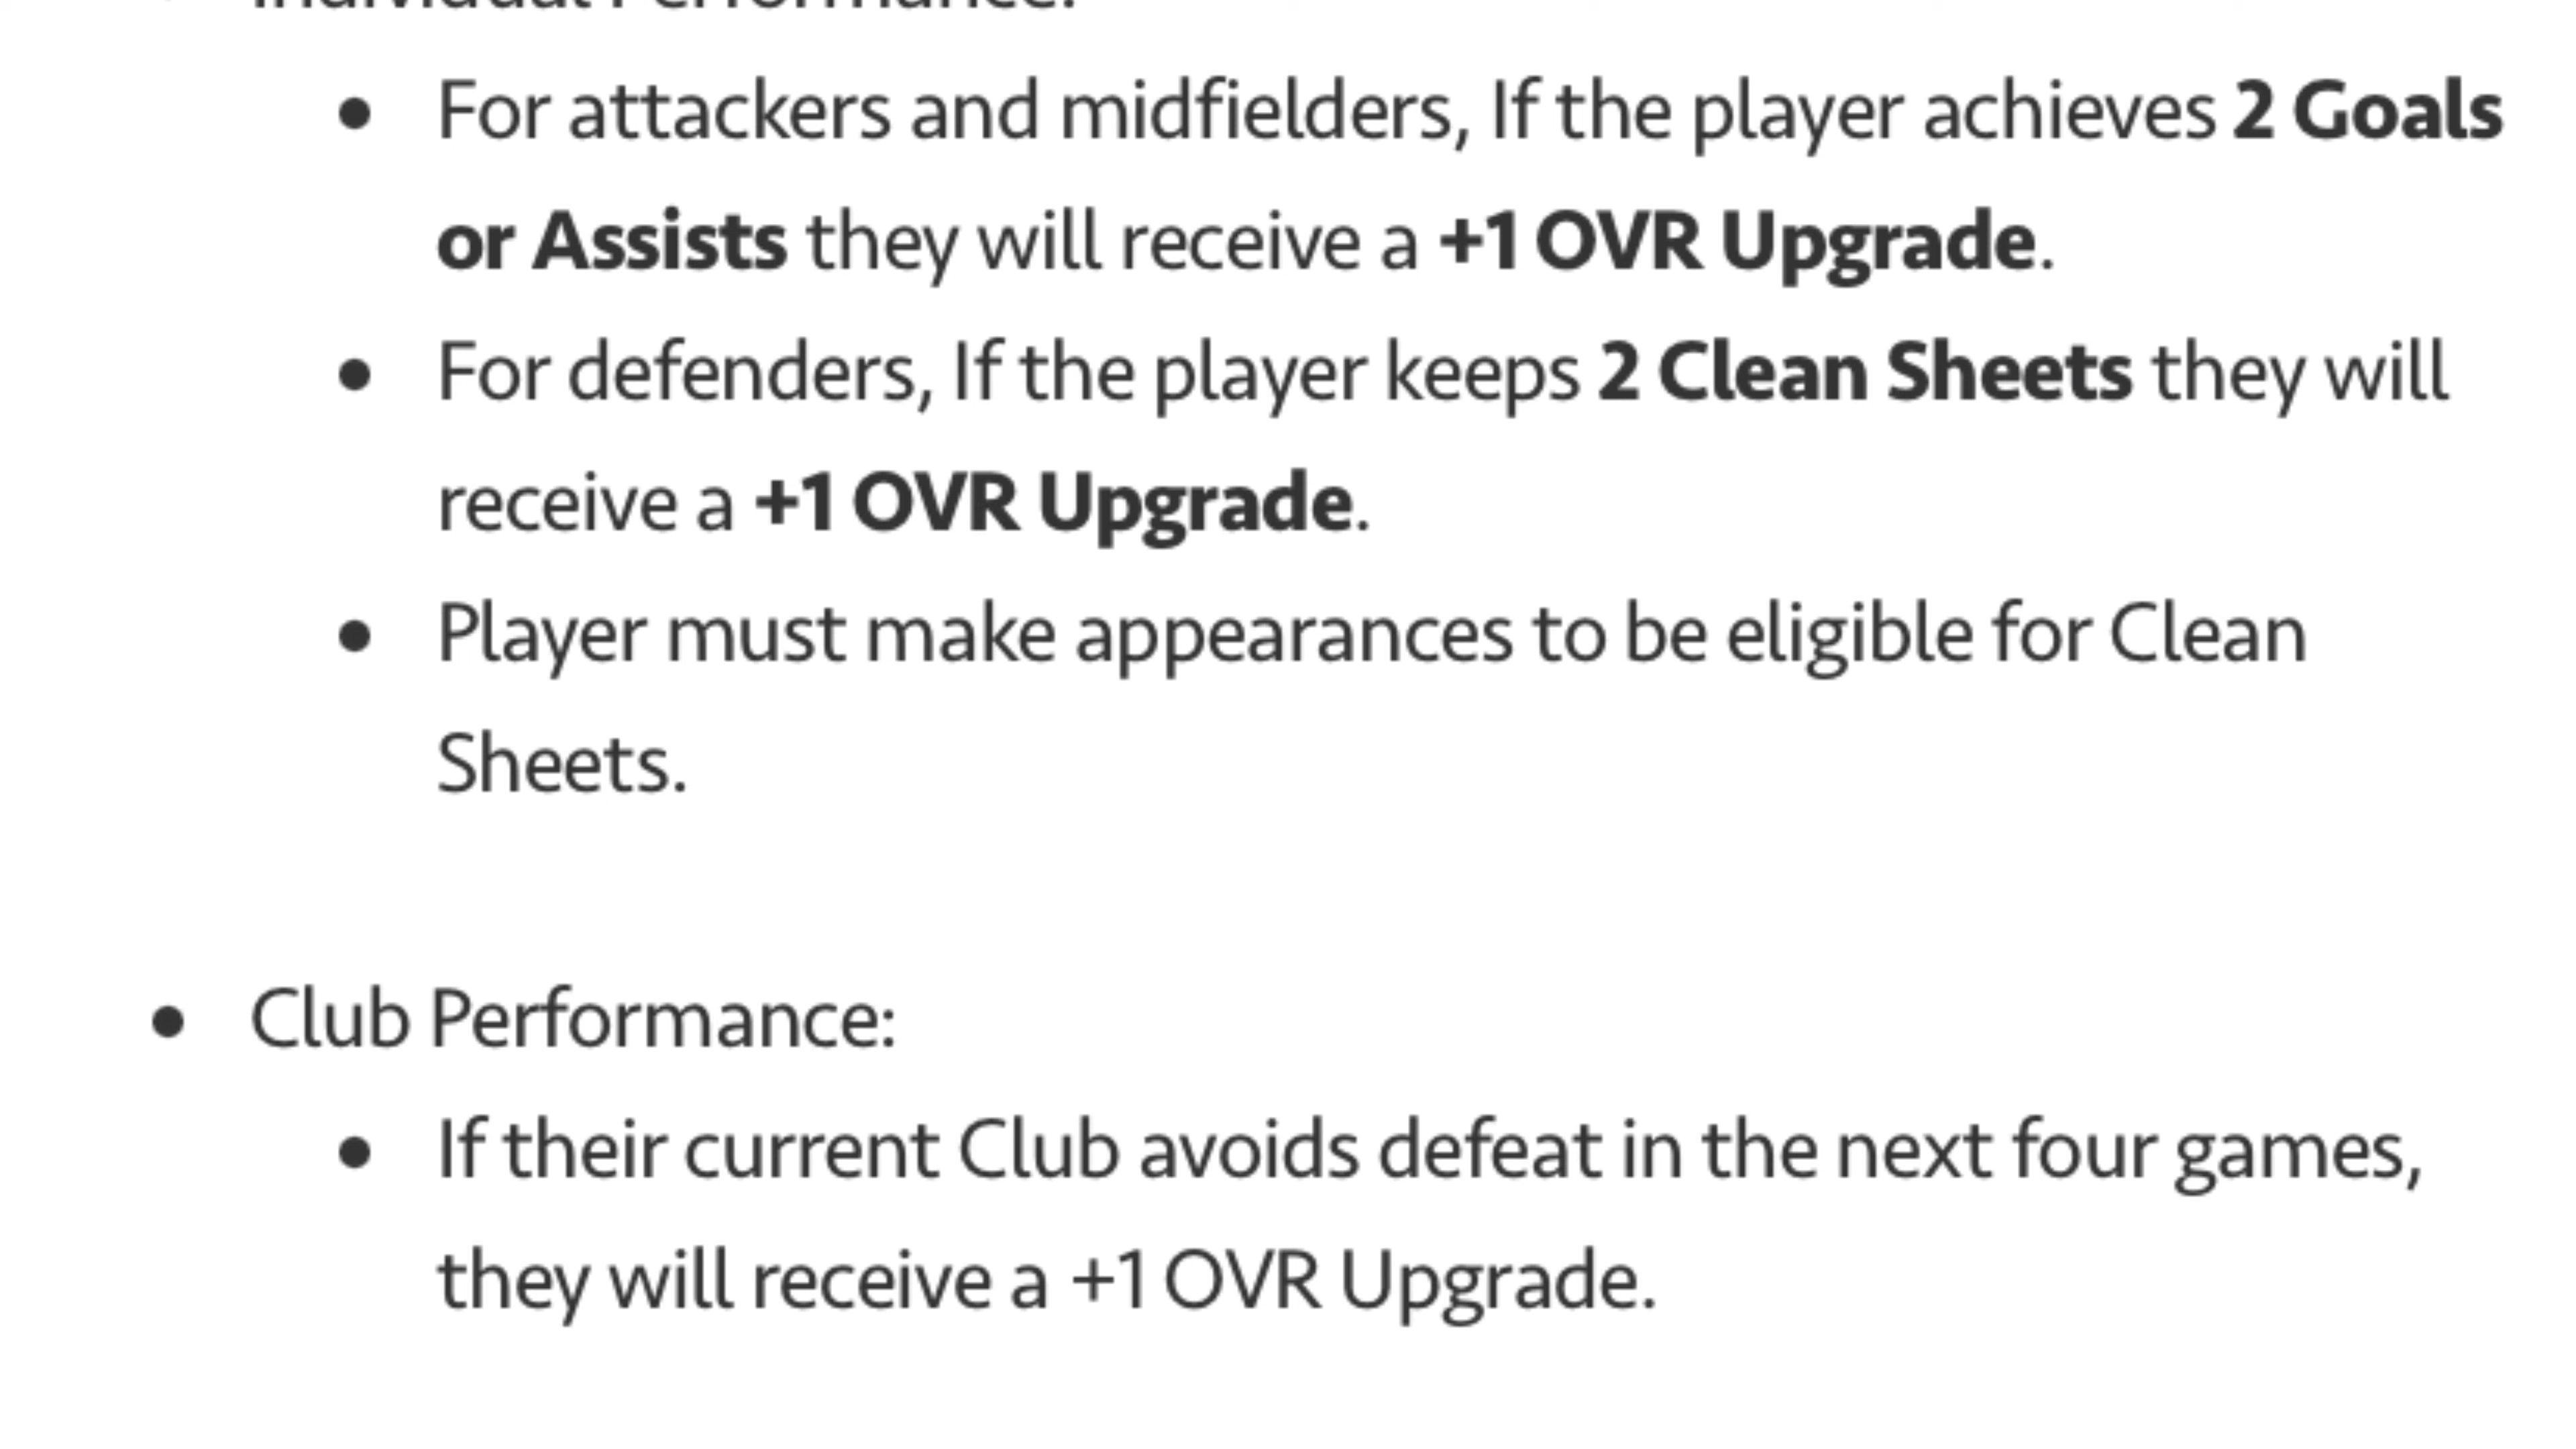 Individual Performance:
• For attackers and midfielders, If the player achieves 2 Goals
or Assists they will receive a +1 OVR Upgrade.
• For defenders, If the player keeps 2 Clean Sheets they will
receive a +1 OVR Upgrade.
• Player must make appearances to be eligible for Clean
Sheets.
• Club Performance:
• If their current Club avoids defeat in the next four games,
they will receive a +1 OVR Upgrade.